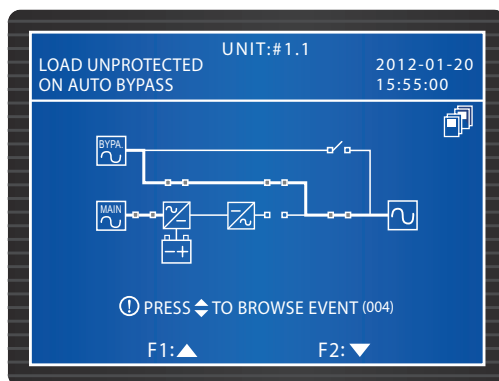 UNIT:#1.1
LOAD UNPROTECTED
ON AUTO BYPASS
2012-01-20
15:55:00
BYPA.
MAIN
PRESS TO BROWSE EVENT (004)
F1:
F2: